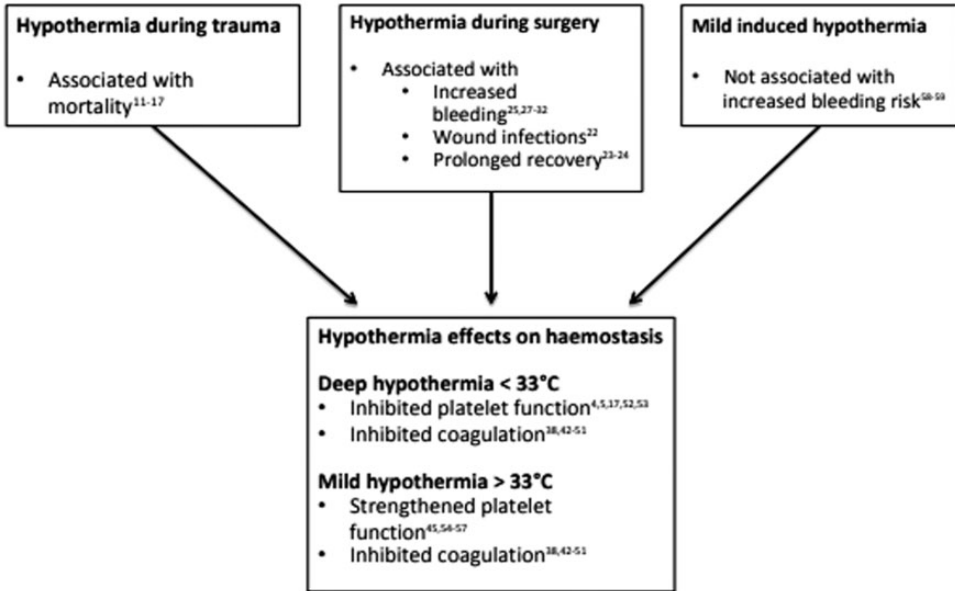 Hypothermia during trauma
• Associated with
mortality¹¹⁻¹⁷
Hypothermia during surgery
• Associated with
• Increased
bleeding²⁵,²⁷⁻³²
• Wound infections²²
• Prolonged recovery²³⁻²⁴
Mild induced hypothermia
• Not associated with
increased bleeding risk⁵⁸⁻⁵⁹
Hypothermia effects on haemostasis
Deep hypothermia < 33°C
• Inhibited platelet function⁴,⁵,¹⁷,⁵²,⁵³
• Inhibited coagulation³⁸,⁴²⁻⁵¹
Mild hypothermia > 33°C
• Strengthened platelet
function⁴⁵,⁵⁴⁻⁵⁷
• Inhibited coagulation³⁸,⁴²⁻⁵¹